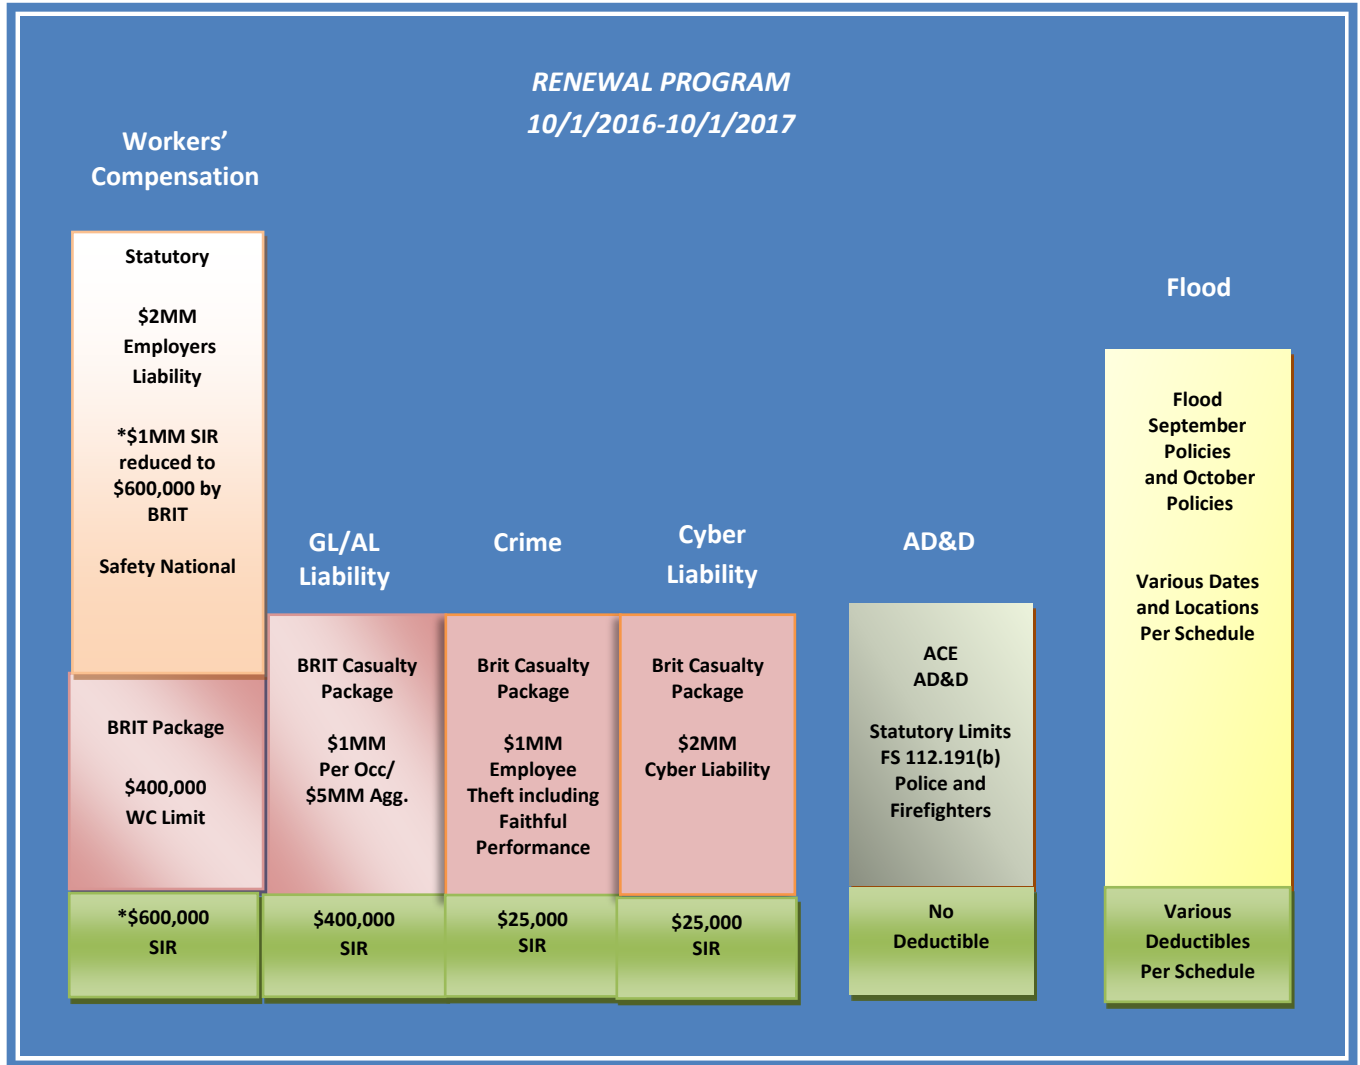 RENEWAL PROGRAM
10/1/2016-10/1/2017
Workers’
Compensation
Statutory
$2MM
Employers
Liability
*$1MM SIR
reduced to
$600,000 by
BRIT
Safety National
BRIT Package
$400,000
WC Limit
*$600,000
SIR
GL/AL
Liability
BRIT Casualty
Package
$1MM
Per Occ/
$5MM Agg.
$400,000
SIR
Crime
Brit Casualty
Package
$1MM
Employee
Theft including
Faithful
Performance
$25,000
SIR
Cyber
Liability
Brit Casualty
Package
$2MM
Cyber Liability
$25,000
SIR
AD&D
ACE
AD&D
Statutory Limits
FS 112.191(b)
Police and
Firefighters
No
Deductible
Flood
Flood
September
Policies
and October
Policies
Various Dates
and Locations
Per Schedule
Various
Deductibles
Per Schedule